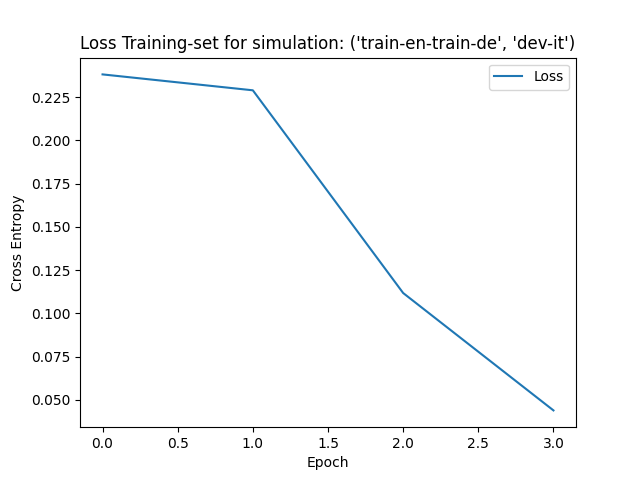 Loss Training-set for simulation: ('train-en-train-de', 'dev-it')
Loss
0.225
0.200
0.175
0.150
0.125
0.100
0.075
0.050
Cross Entropy
0.0 0.5 1.0 1.5 2.0 2.5 3.0
Epoch